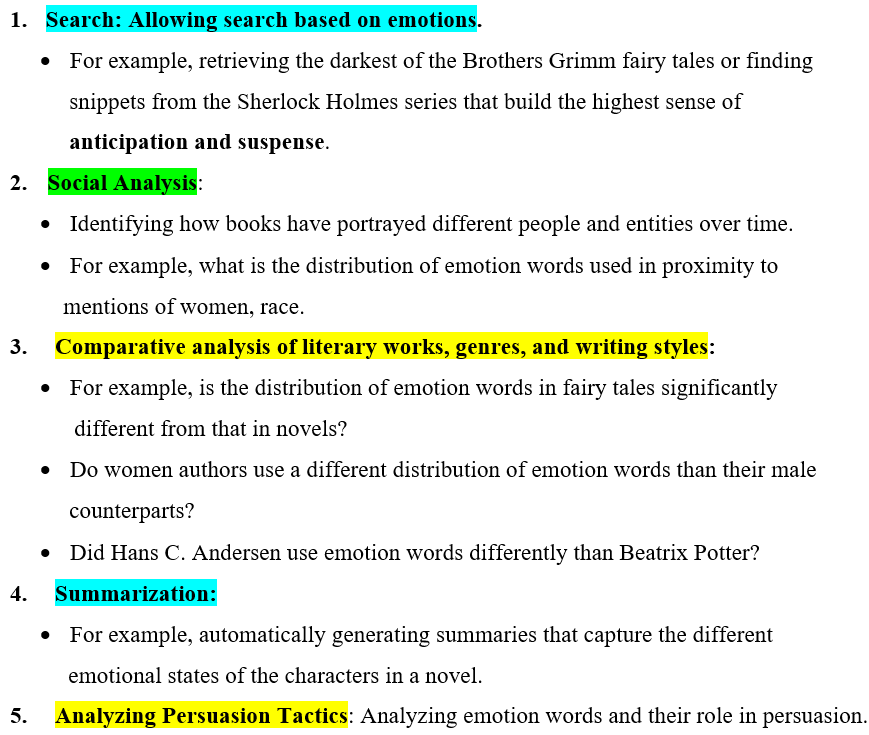 1. Search: Allowing search based on emotions.
• For example, retrieving the darkest of the Brothers Grimm fairy tales or finding
snippets from the Sherlock Holmes series that build the highest sense of
anticipation and suspense.
2. Social Analysis:
• Identifying how books have portrayed different people and entities over time.
• For example, what is the distribution of emotion words used in proximity to
mentions of women, race.
3. Comparative analysis of literary works, genres, and writing styles:
• For example, is the distribution of emotion words in fairy tales significantly
different from that in novels?
• Do women authors use a different distribution of emotion words than their male
counterparts?
• Did Hans C. Andersen use emotion words differently than Beatrix Potter?
4. Summarization:
• For example, automatically generating summaries that capture the different
emotional states of the characters in a novel.
5. Analyzing Persuasion Tactics: Analyzing emotion words and their role in persuasion.